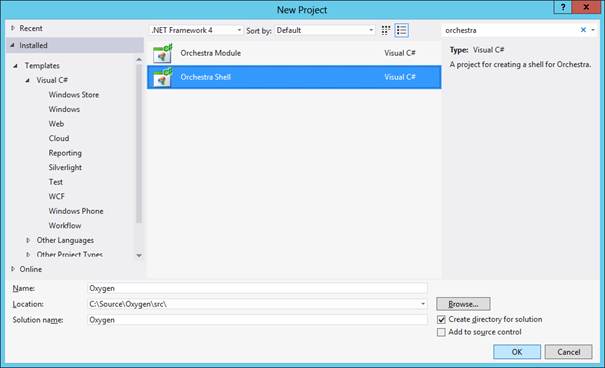 New Project
? X
Recent
.NET Framework 4 Sort by: Default
orchestra
Installed
Templates
Visual C#
Windows Store
Windows
Web
Cloud
Reporting
Silverlight
Test
WCF
Windows Phone
Workflow
Other Languages
Other Project Types
Online
Orchestra Module Visual C#
Orchestra Shell Visual C#
Type: Visual C#
A project for creating a shell for Orchestra.
Name: Oxygen
Location: C:\Source\Oxygen\src\
Browse...
Solution name: Oxygen
Create directory for solution
Add to source control
OK
Cancel